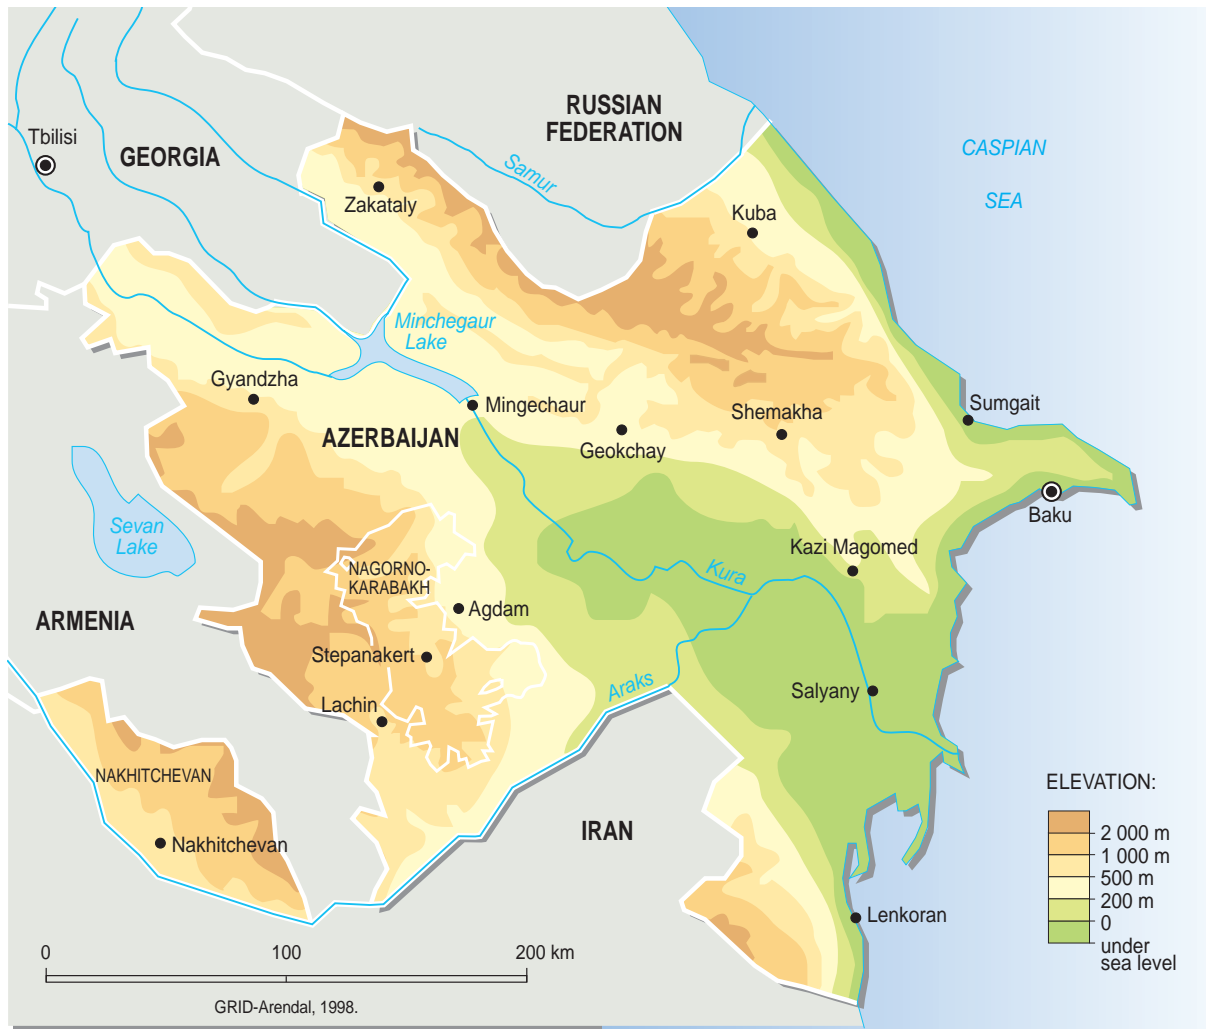 RUSSIAN
FEDERATION
Tbilisi
GEORGIA
CASPIAN
SEA
Samur
Zakataly
Kuba
Minchegaur
Lake
Gyandzha
Mingechaur
Shemakha
Sumgait
AZERBAIJAN
Geokchay
Sevan
Lake
Baku
Kazi Magomed
NAGORNO-
KARABAKH
Kura
ARMENIA
Agdam
Stepanakert
Araks
Salyany
Lachin
NAKHITCHEVAN
ELEVATION:
IRAN
Nakhitchevan
2 000 m
1 000 m
500 m
200 m
0
under
sea level
Lenkoran
0 100 200 km
GRID-Arendal, 1998.